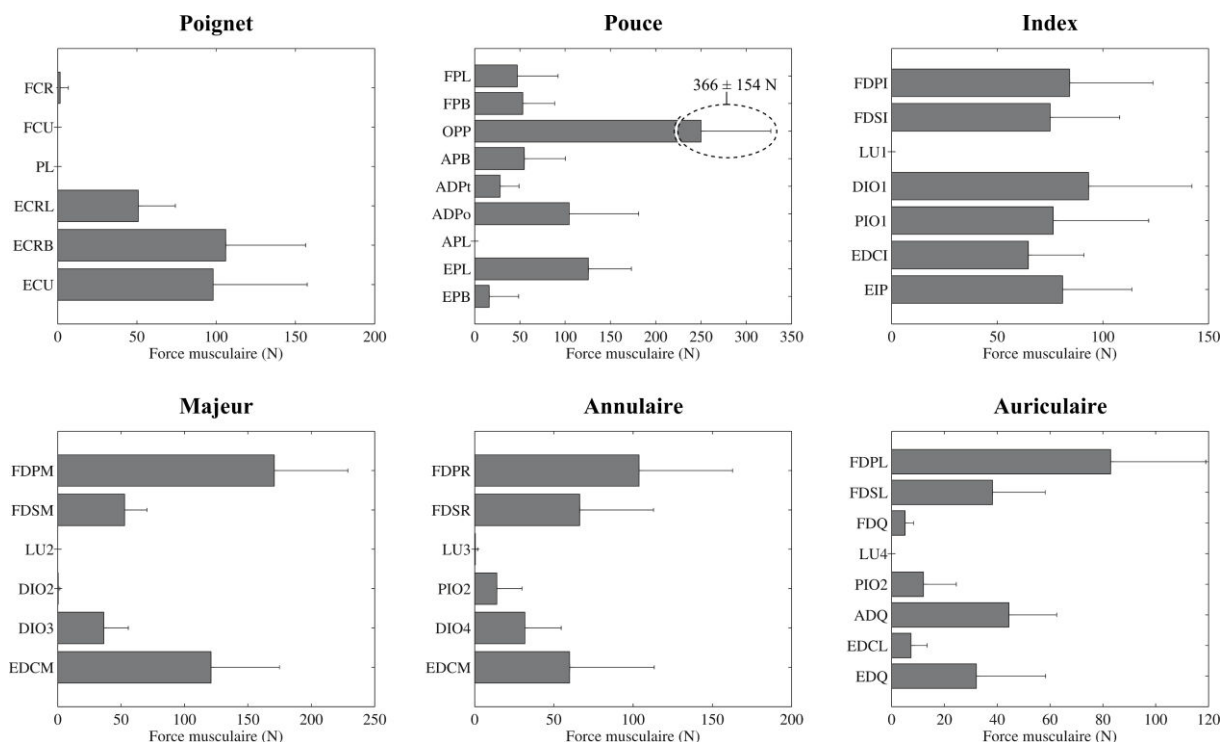 Poignet
FCR
FCU
PL
ECRL
ECRB
ECU
0 50 100 150 200
Force musculaire (N)
Pouce
366 ± 154 N
FPL
FPB
OPP
APB
ADPt
ADPo
APL
EPL
EPB
0 50 100 150 200 250 300 350
Force musculaire (N)
Index
FDPI
FDSI
LU1
DIO1
PIO1
EDCI
EIP
0 50 100 150
Force musculaire (N)
Majeur
FDPM
FDSM
LU2
DIO2
DIO3
EDCM
0 50 100 150 200 250
Force musculaire (N)
Annulaire
FDPR
FDSR
LU3
PIO2
DIO4
EDCM
0 50 100 150 200
Force musculaire (N)
Auriculaire
FDPL
FDSL
FDQ
LU4
PIO2
ADQ
EDCL
EDQ
0 20 40 60 80 100 120
Force musculaire (N)